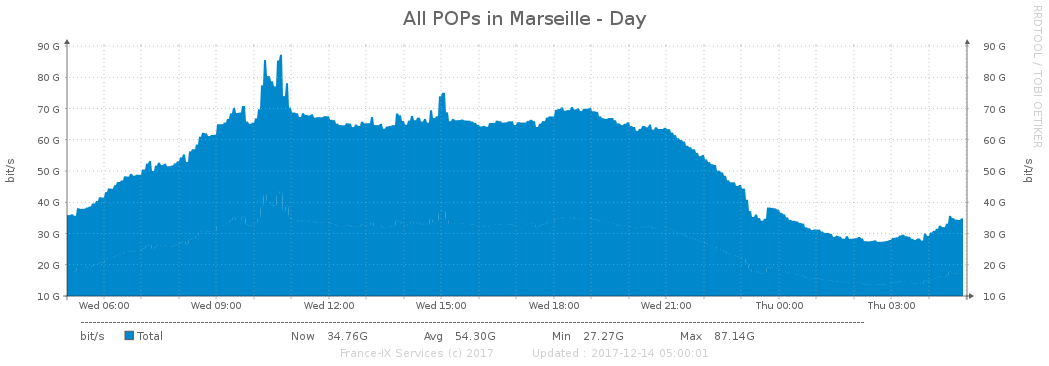 All POPs in Marseille - Day
RRDTOOL / TOBI OETIKER
90 G 90 G
80 G 80 G
70 G 70 G
60 G 60 G
50 G 50 G
40 G 40 G
30 G 30 G
20 G 20 G
10 G 10 G
bit/s
bit/s
Wed 06:00 Wed 09:00 Wed 12:00 Wed 15:00 Wed 18:00 Wed 21:00 Thu 00:00 Thu 03:00
bit/s Total Now 34.76G Avg 54.30G Min 27.27G Max 87.14G
France-IX Services (c) 2017 Updated : 2017-12-14 05:00:01